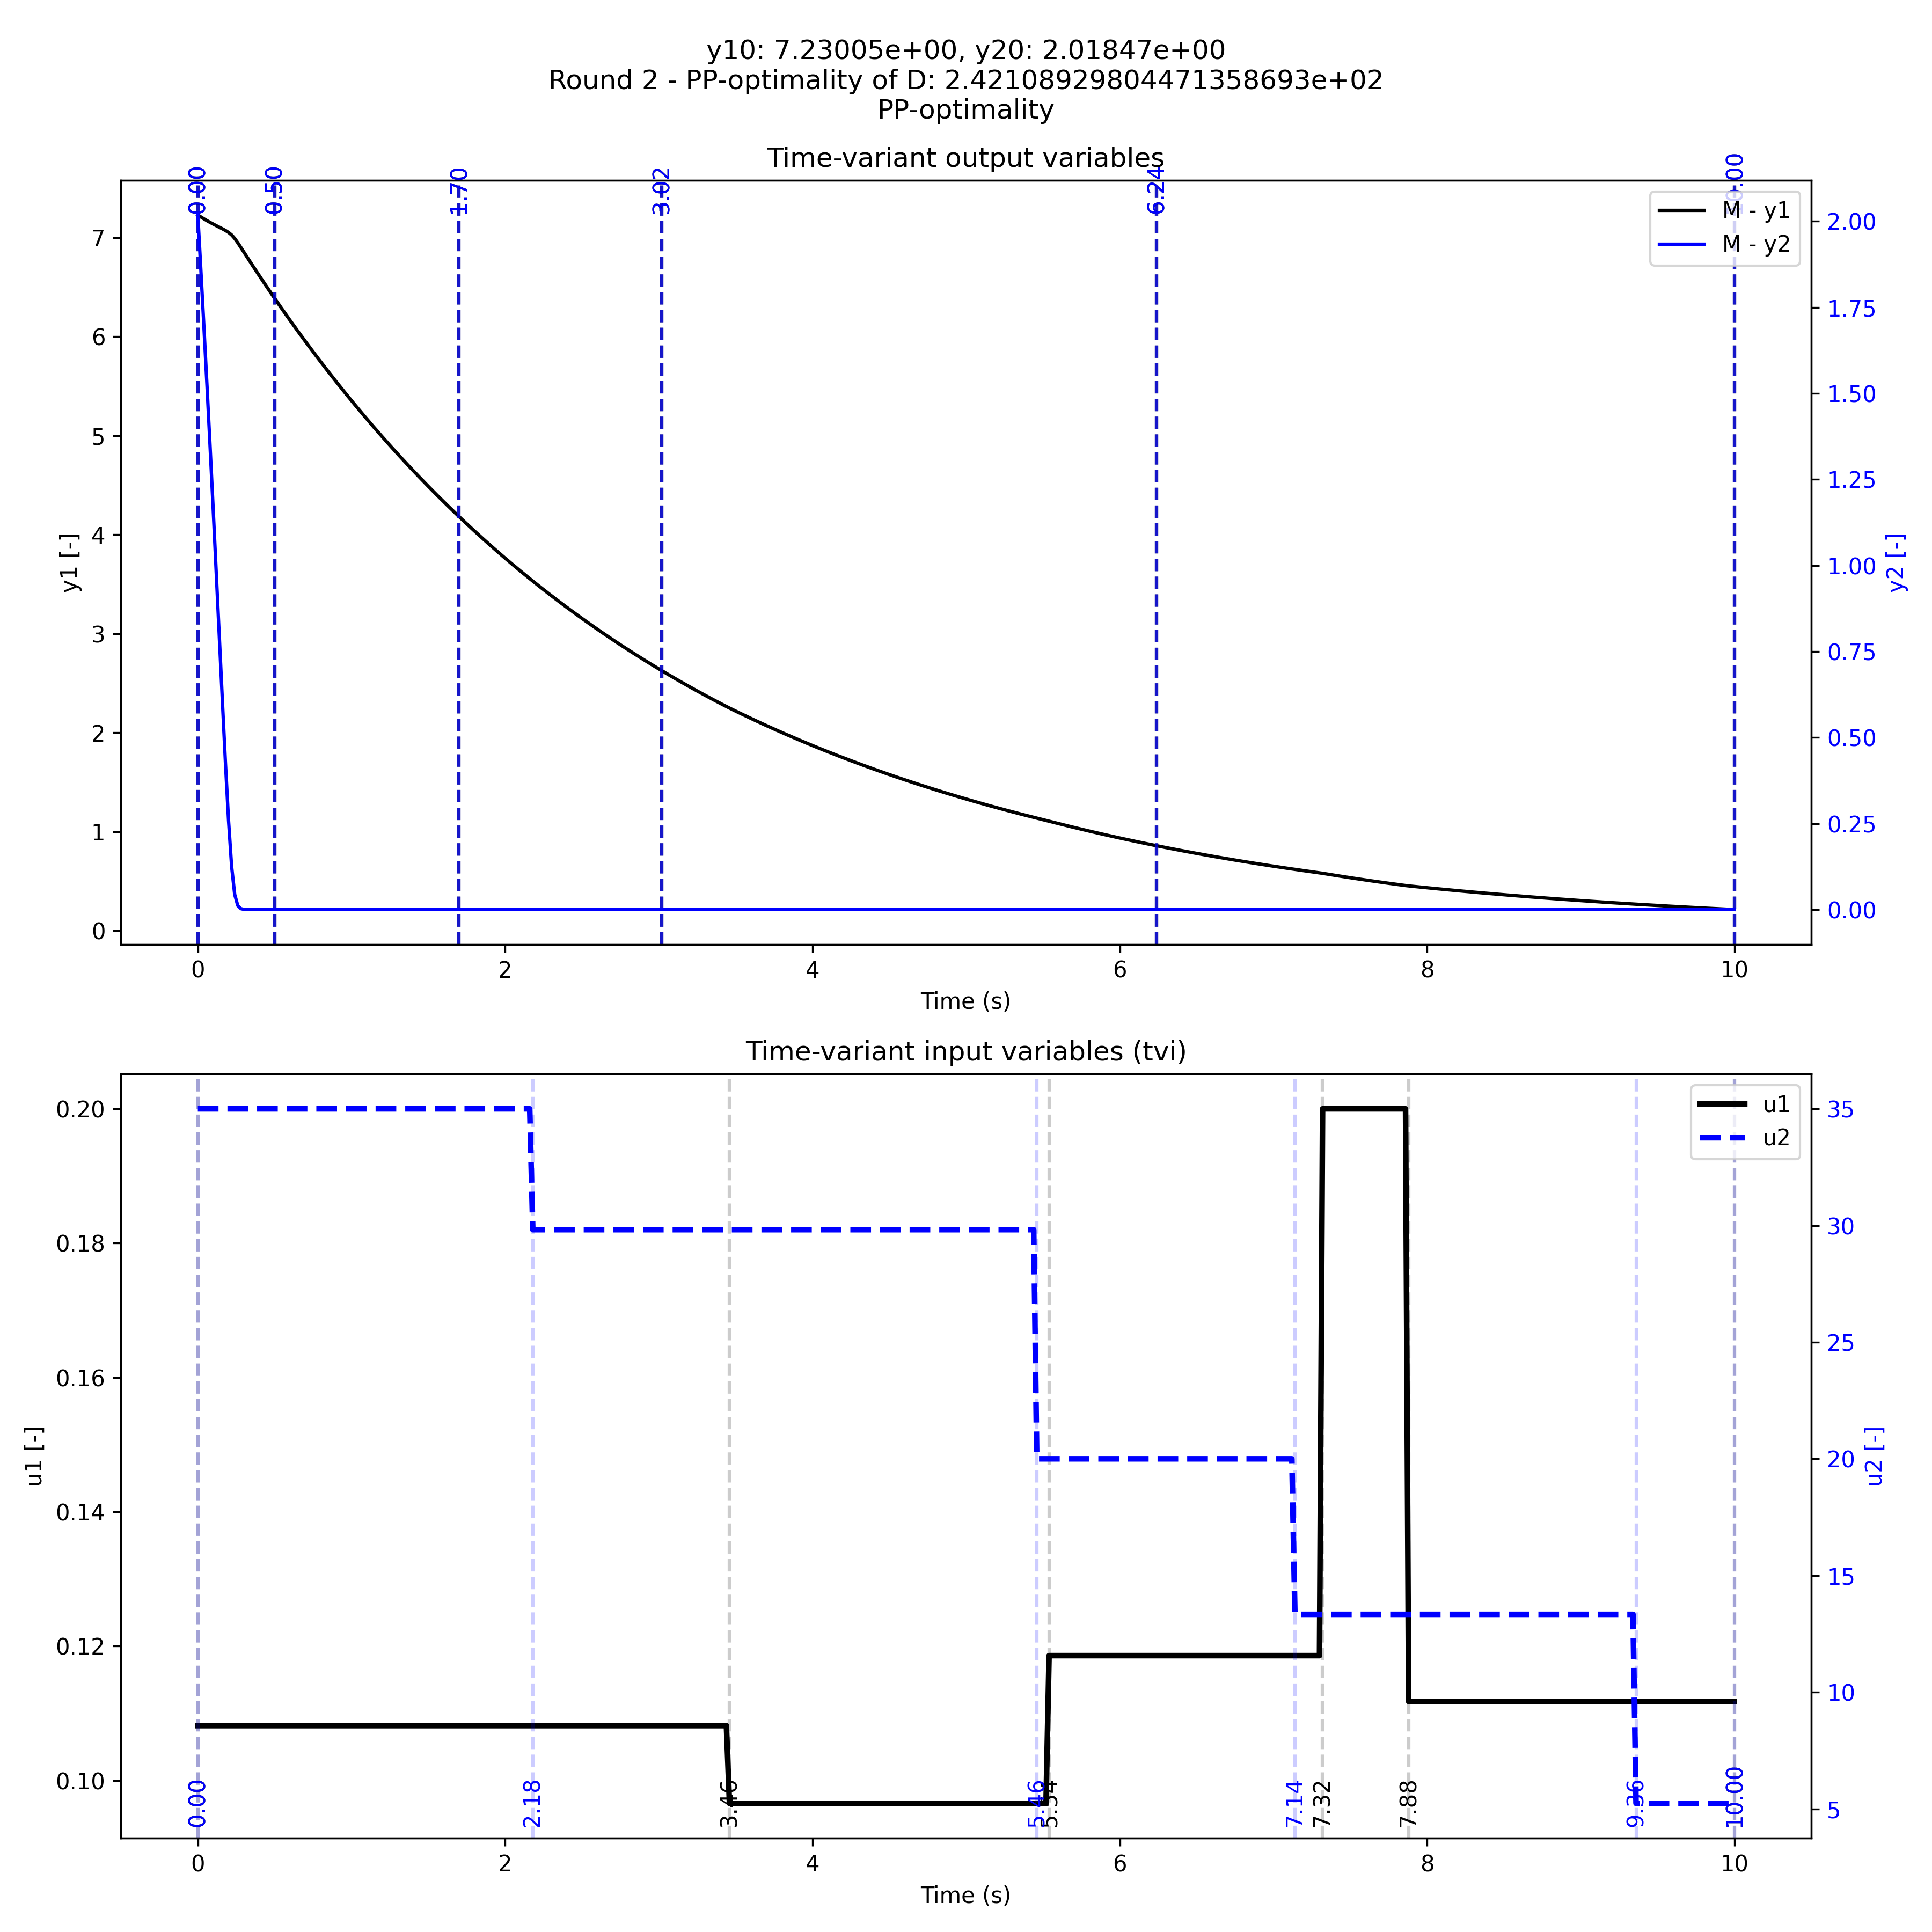 y10: 7.23005e+00, y20: 2.01847e+00
Round 2 - PP-optimality of D: 2.42108929804471358693e+02
PP-optimality
Time-variant output variables
0.00
0.50
1.70
3.02
6.24
10.00
M - y1
M - y2
7
6
5
4
3
2
1
0
y1 [-]
2.00
1.75
1.50
1.25
1.00
0.75
0.50
0.25
0.00
y2 [-]
0 2 4 6 8 10
Time (s)
Time-variant input variables (tvi)
u1
u2
0.20
0.18
0.16
0.14
0.12
0.10
u1 [-]
35
30
25
20
15
10
5
u2 [-]
0.00
2.18
3.46
5.46
5.54
7.14
7.32
7.88
9.36
10.00
0 2 4 6 8 10
Time (s)